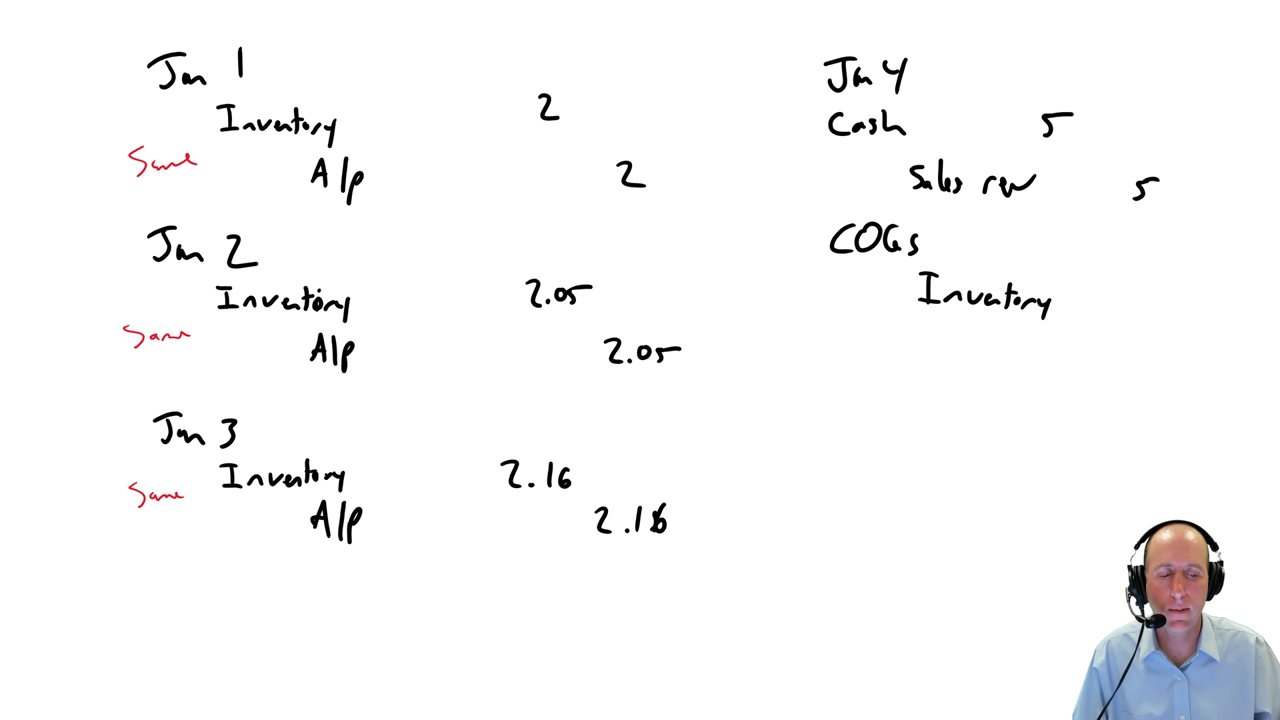 Jan 1
Inventory 2
Same
A/p 2
Jan 2
Inventory 2.05
Same
A/p 2.05
Jan 3
Inventory 2.16
Same
A/p 2.16
Jan 4
Cash 5
Sales rev 5
COGs
Inventory